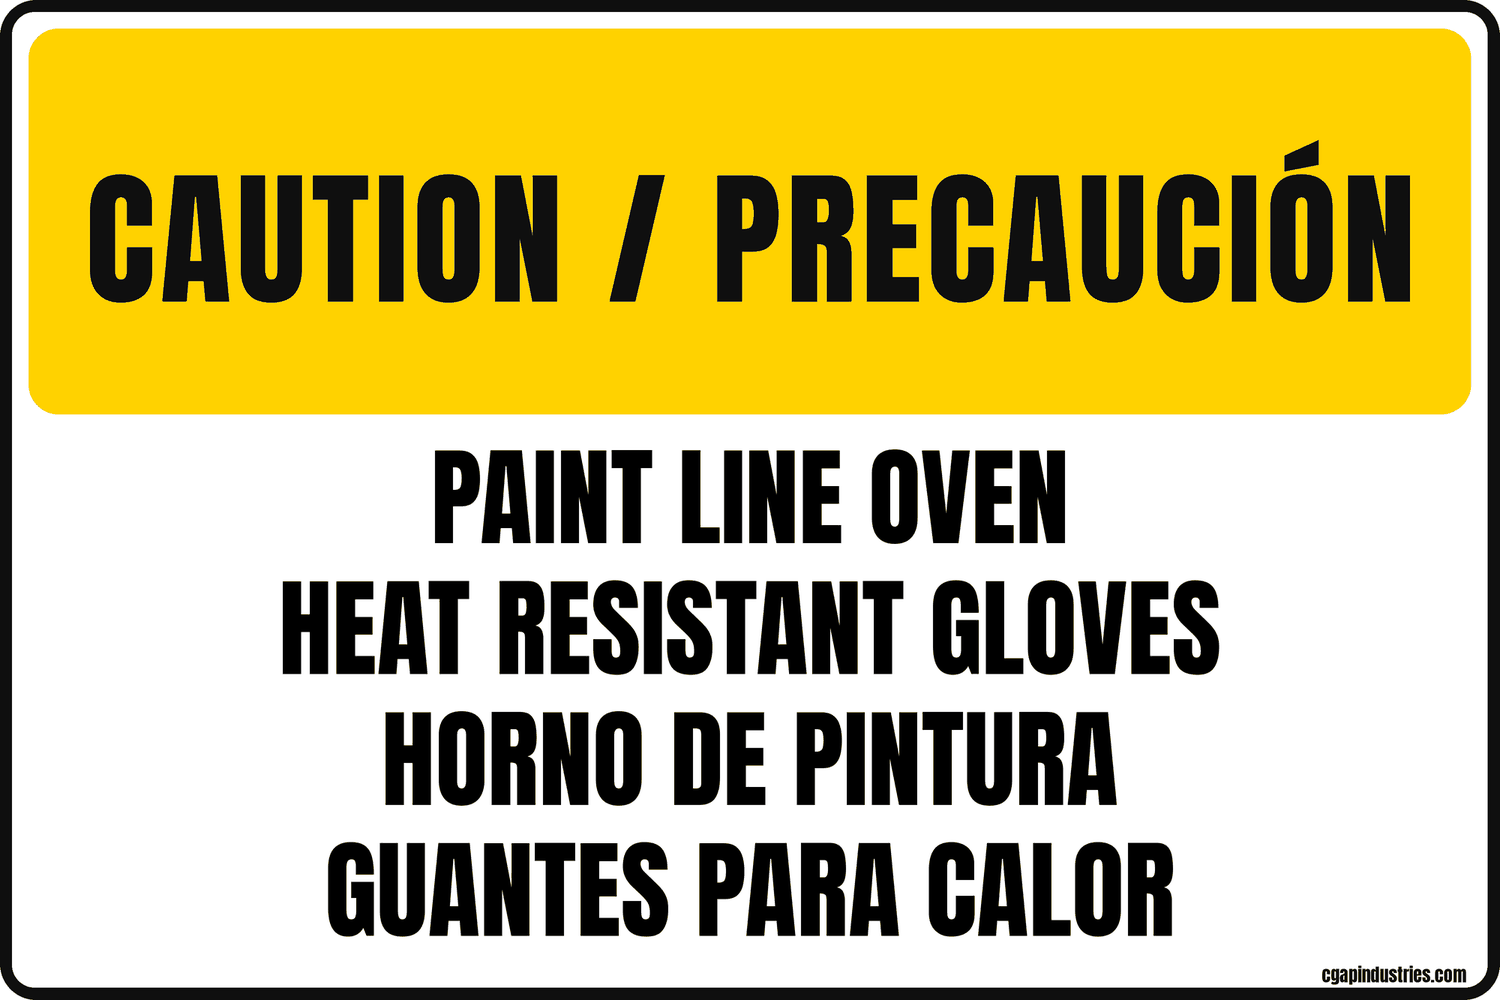 CAUTION / PRECAUCIÓN
PAINT LINE OVEN
HEAT RESISTANT GLOVES
HORNO DE PINTURA
GUANTES PARA CALOR
cgapindustries.com